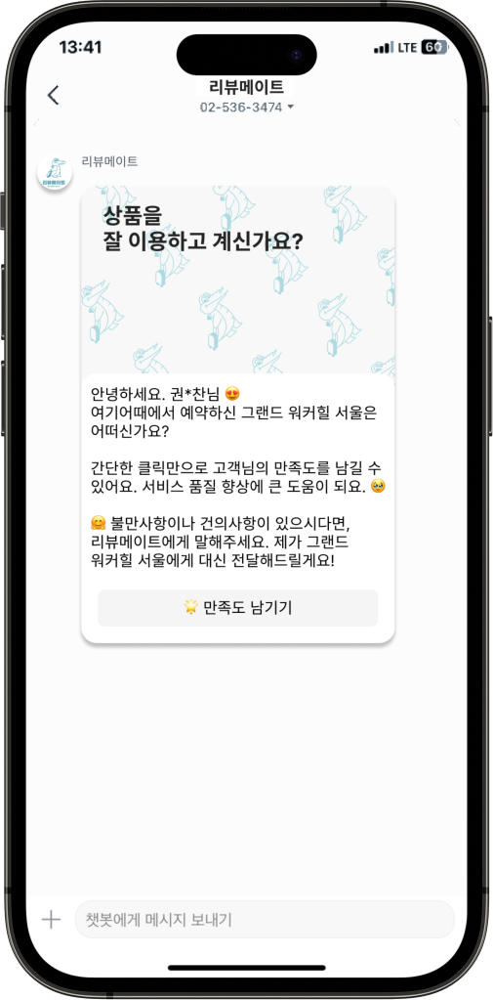 13:41
LTE 60
리뷰메이트
02-536-3474
리뷰메이트
리뷰메이트
상품을
잘 이용하고 계신가요?
안녕하세요. 권*찬님 😍
여기어때에서 예약하신 그랜드 워커힐 서울은
어떠신가요?
간단한 클릭만으로 고객님의 만족도를 남길 수
있어요. 서비스 품질 향상에 큰 도움이 되요. 🥹
🤗 불만사항이나 건의사항이 있으시다면,
리뷰메이트에게 말해주세요. 제가 그랜드
워커힐 서울에게 대신 전달해드릴게요!
🌟 만족도 남기기
챗봇에게 메시지 보내기